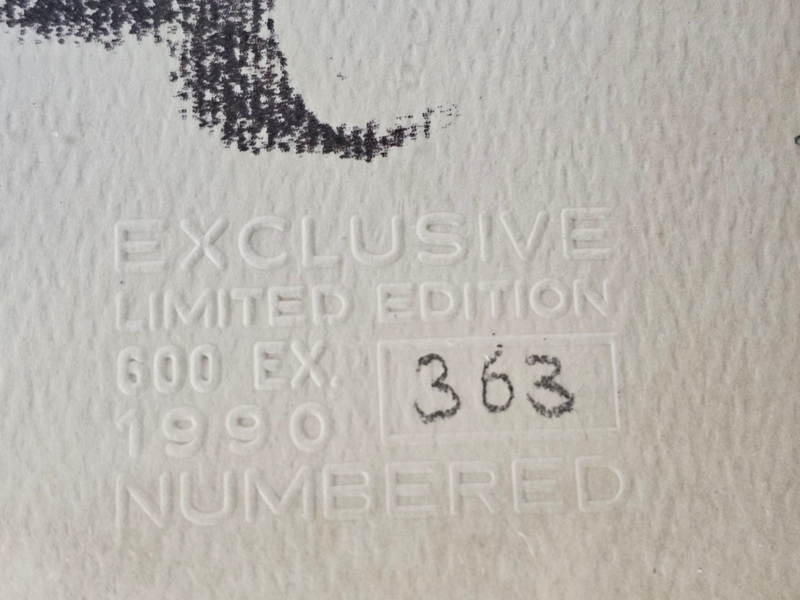 EXCLUSIVE
LIMITED EDITION
600 EX.
363
1990
NUMBERED